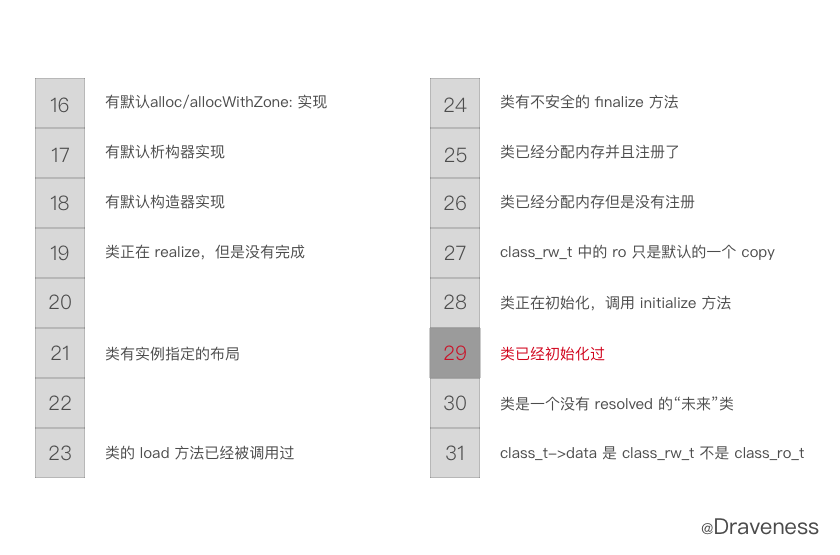 16 有默认alloc/allocWithZone: 实现
17 有默认析构器实现
18 有默认构造器实现
19 类正在 realize，但是没有完成
20
21 类有实例指定的布局
22
23 类的 load 方法已经被调用过
24 类有不安全的 finalize 方法
25 类已经分配内存并且注册了
26 类已经分配内存但是没有注册
27 class_rw_t 中的 ro 只是默认的一个 copy
28 类正在初始化，调用 initialize 方法
29 类已经初始化过
30 类是一个没有 resolved 的“未来”类
31 class_t->data 是 class_rw_t 不是 class_ro_t
@Draveness